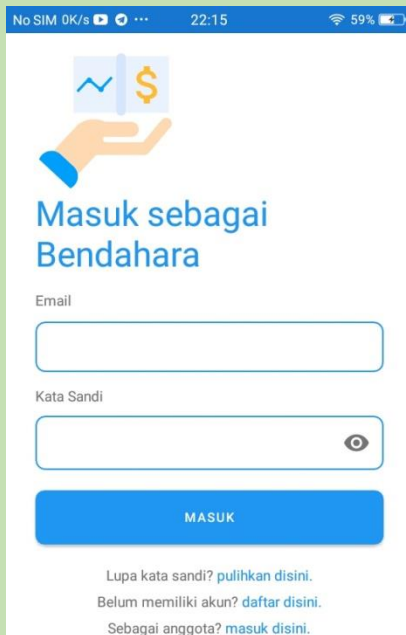 No SIM 0K/s ··· 22:15 59%
$
Masuk sebagai
Bendahara
Email
Kata Sandi
MASUK
Lupa kata sandi? pulihkan disini.
Belum memiliki akun? daftar disini.
Sebagai anggota? masuk disini.